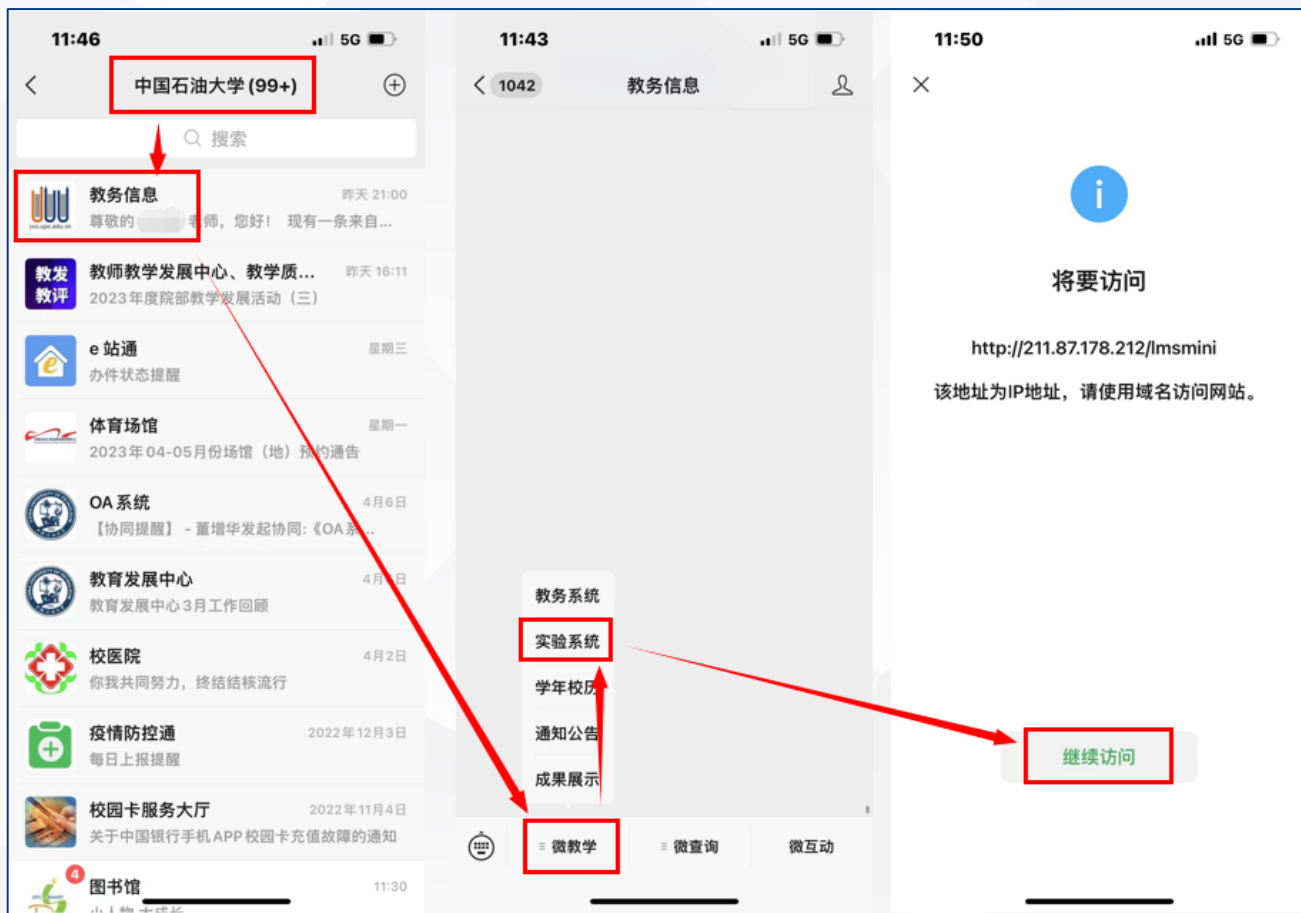 11:46
5G
中国石油大学(99+)
搜索
教务信息
昨天 21:00
尊敬的 老师，您好！ 现有一条来自...
jwc.upc.edu.cn
教发
教评
教师教学发展中心、教学质...
昨天 16:11
2023年度院部教学发展活动（三）
e 站通
星期三
办件状态提醒
体育场馆
星期一
2023年04-05月份场馆（地）预约通告
OA 系统
4月6日
【协同提醒】 - 董增华发起协同:《OA系...
教育发展中心
教育发展中心3月工作回顾
校医院
4月2日
你我共同努力，终结结核流行
疫情防控通
2022年12月3日
每日上报提醒
校园卡服务大厅
2022年11月4日
关于中国银行手机APP校园卡充值故障的通知
4
图书馆
11:30
11:43
5G
1042
教务信息
教务系统
实验系统
学年校历
通知公告
成果展示
微教学
微查询
微互动
11:50
5G
将要访问
http://211.87.178.212/lmsmini
该地址为IP地址，请使用域名访问网站。
继续访问